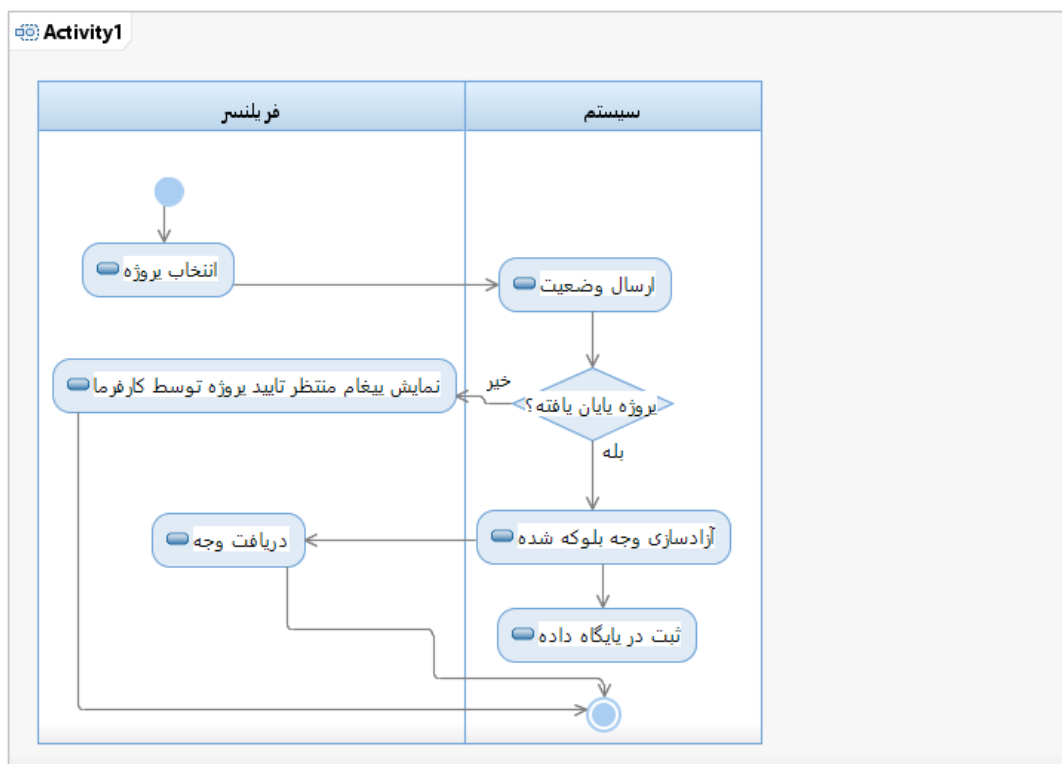 Activity1
فریلنسر
سیستم
انتخاب پروژه
ارسال وضعیت
نمایش پیغام منتظر تایید پروژه توسط کارفرما
خیر
پروژه پایان یافته؟
بله
دریافت وجه
آزادسازی وجه بلوکه شده
ثبت در پایگاه داده